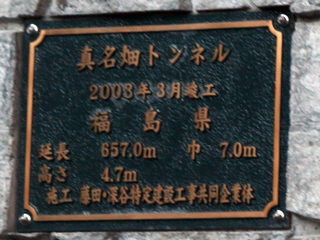 真名畑トンネル
2003年3月竣工
福島県
延長 657.0m 巾 7.0m
高さ 4.7m
施工 藤田・深谷特定建設工事共同企業体